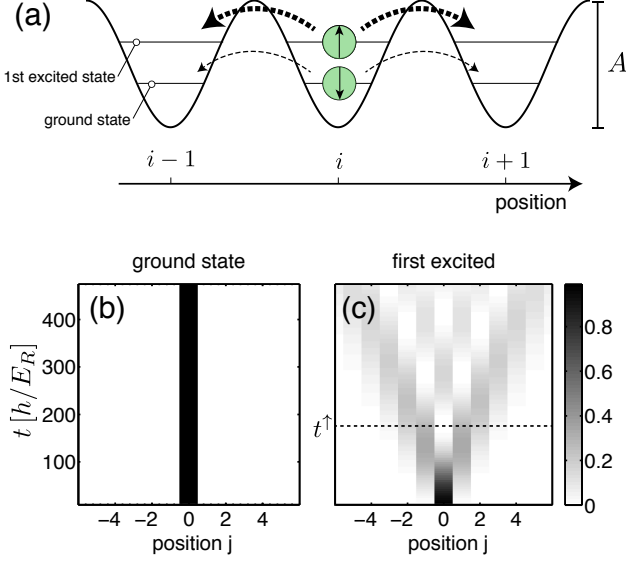 (a)
A
1st excited state
ground state
i − 1
i
i + 1
position
ground state
first excited
(b)
(c)
t [h/E_R]
400
300
200
100
t↑
0.8
0.6
0.4
0.2
0
−4 −2 0 2 4
−4 −2 0 2 4
position j
position j